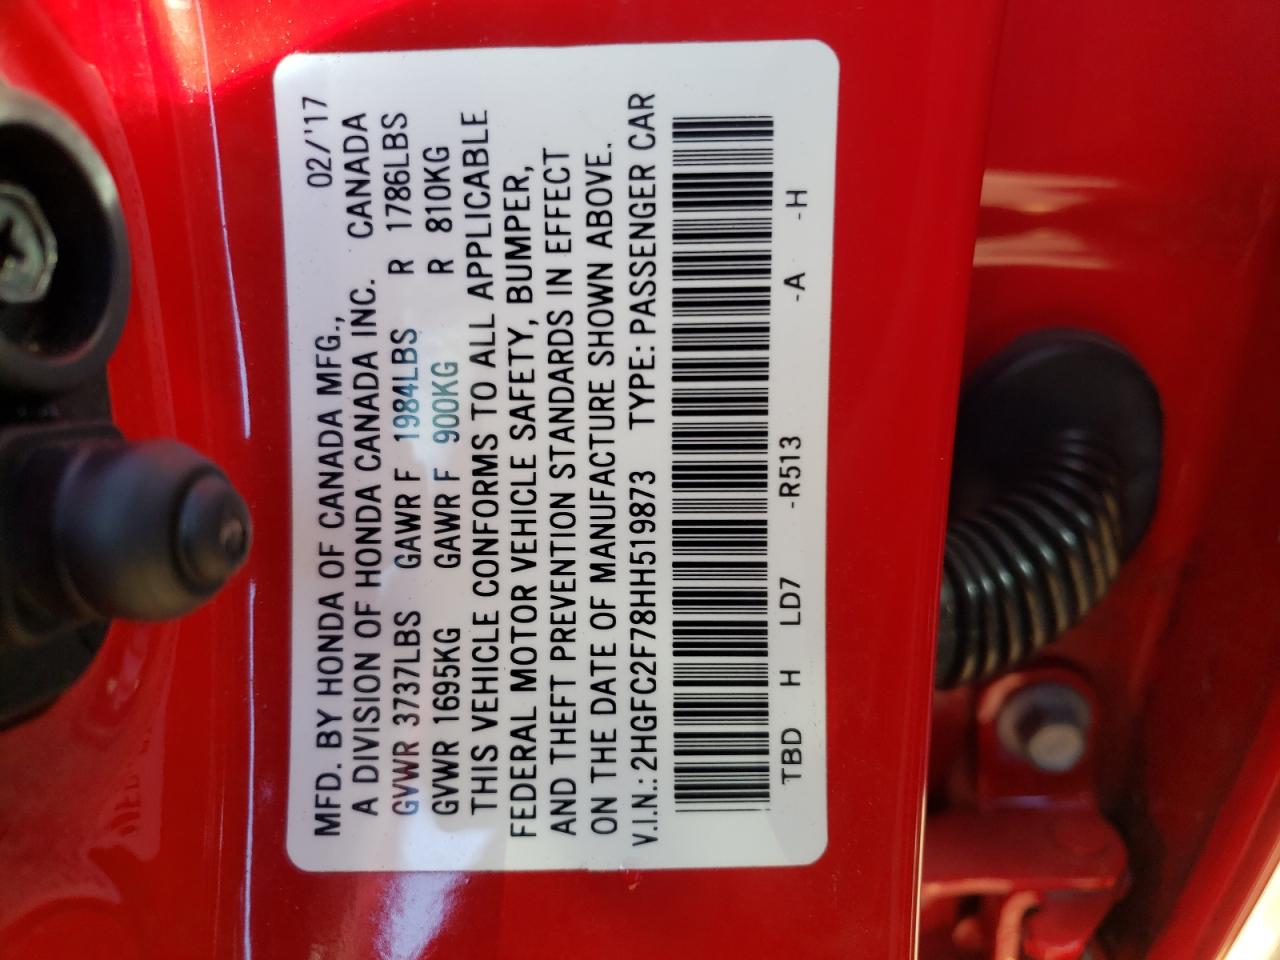 MFD. BY HONDA OF CANADA MFG., 02/'17
A DIVISION OF HONDA CANADA INC. CANADA
GVWR 3737LBS GAWR F 1984LBS R 1786LBS
GVWR 1695KG GAWR F 900KG R 810KG
THIS VEHICLE CONFORMS TO ALL APPLICABLE
FEDERAL MOTOR VEHICLE SAFETY, BUMPER,
AND THEFT PREVENTION STANDARDS IN EFFECT
ON THE DATE OF MANUFACTURE SHOWN ABOVE.
V.I.N.: 2HGFC2F78HH519873 TYPE: PASSENGER CAR
TBD H LD7 -R513 -A -H